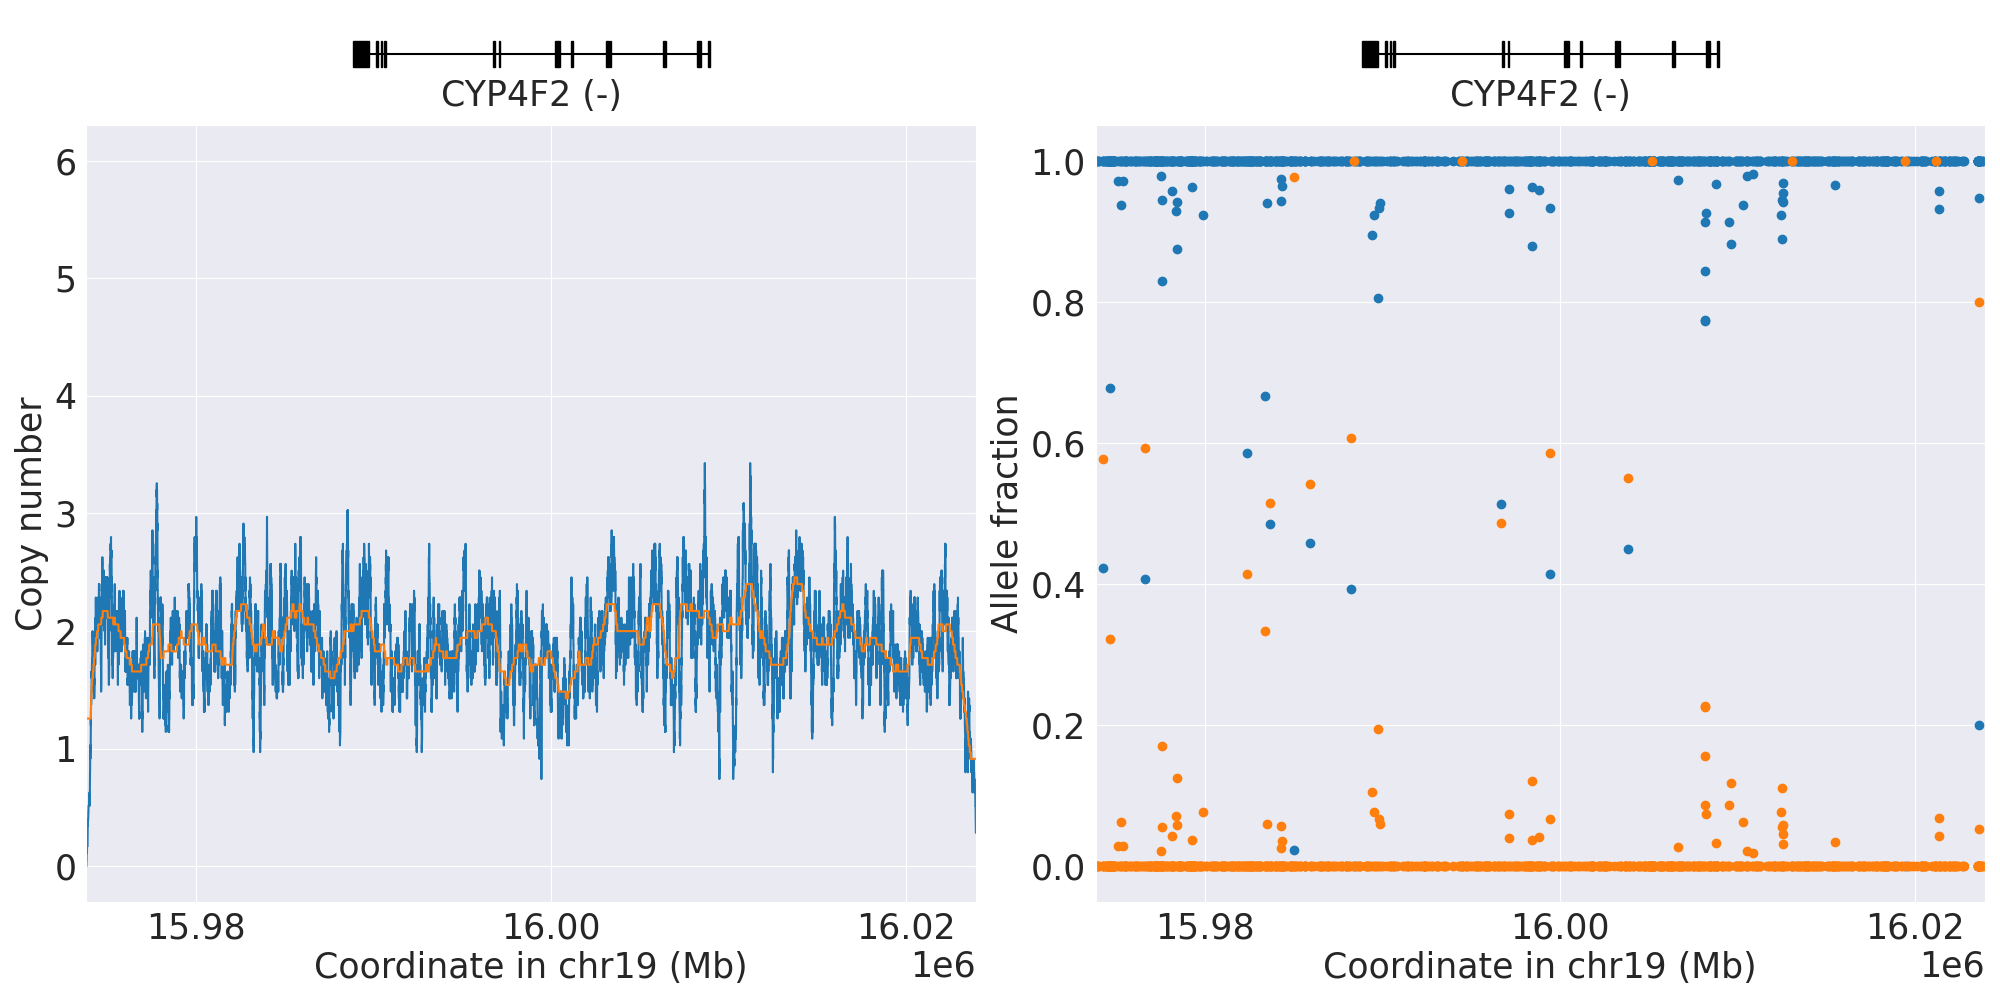 CYP4F2 (-)
6
5
4
3
2
1
0
Copy number
15.98
16.00
16.02
Coordinate in chr19 (Mb)
1e6
CYP4F2 (-)
1.0
0.8
0.6
0.4
0.2
0.0
Allele fraction
15.98
16.00
16.02
Coordinate in chr19 (Mb)
1e6